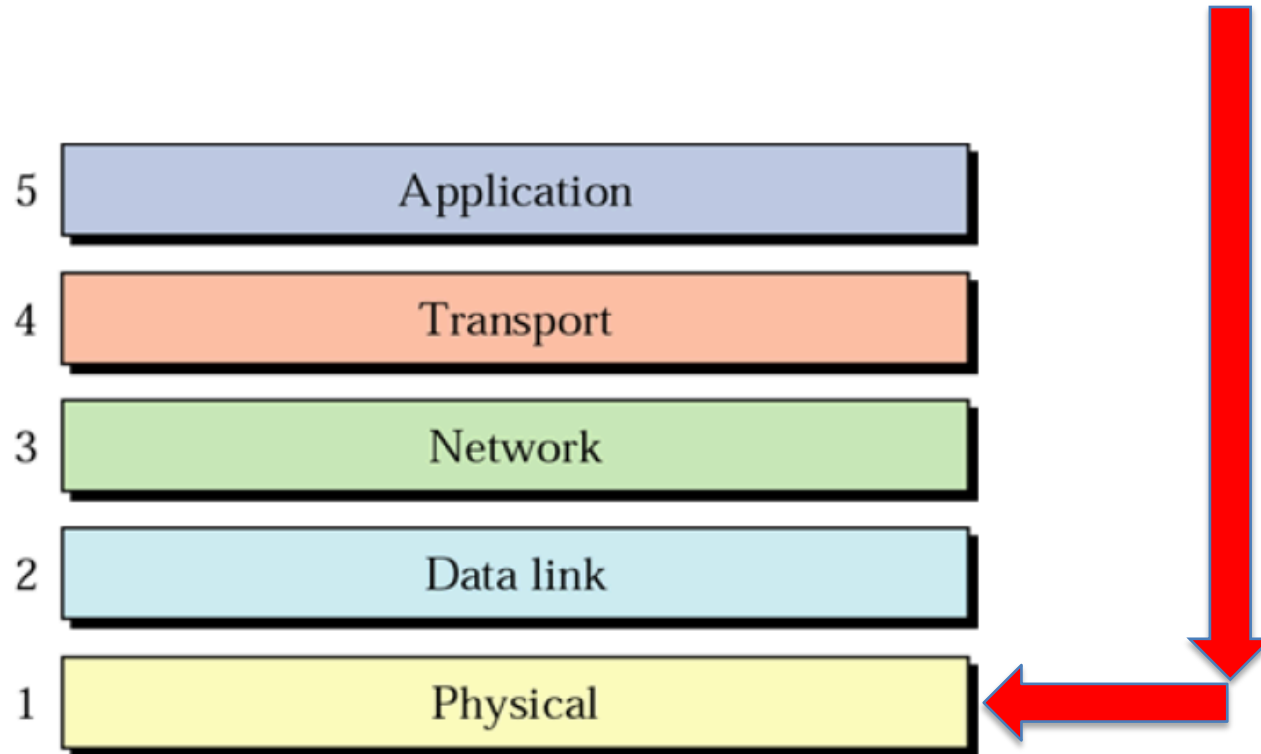 5 Application
4 Transport
3 Network
2 Data link
1 Physical